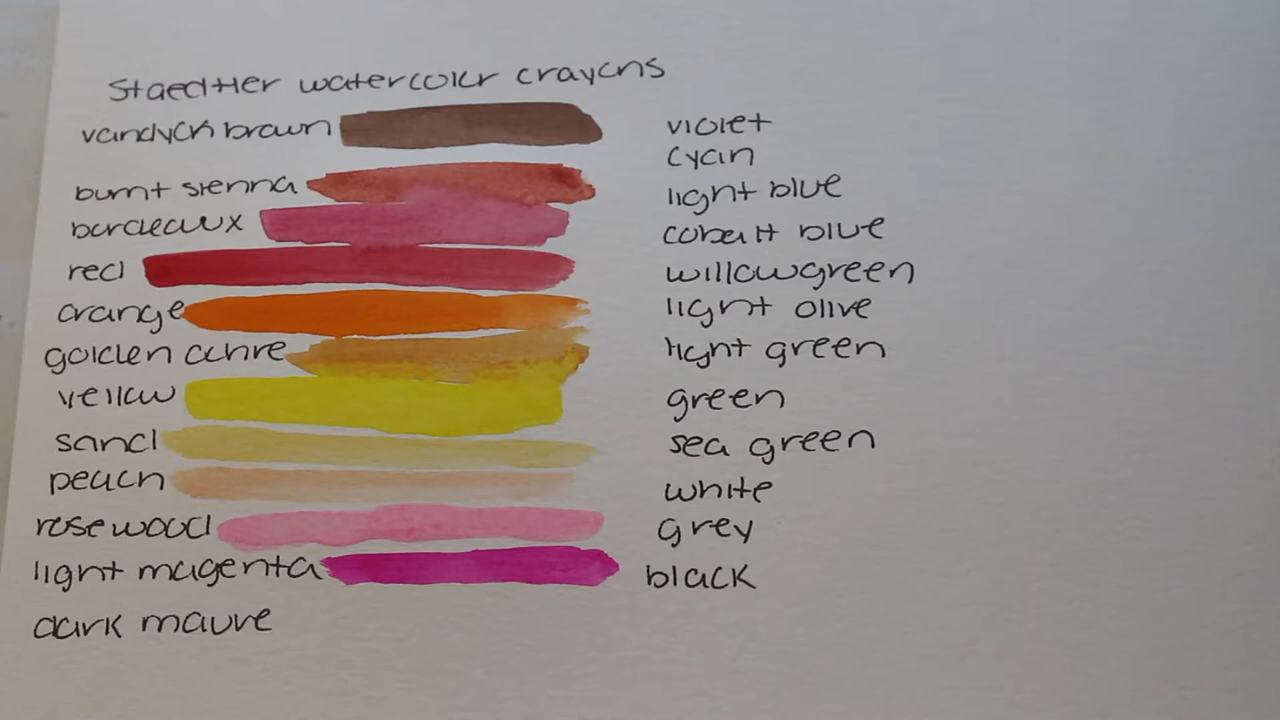 Staedtler watercolor crayons
vandyck brown
burnt sienna
bordeaux
red
orange
golden ochre
yellow
sand
peach
rosewood
light magenta
dark mauve
violet
cyan
light blue
cobalt blue
willowgreen
light olive
light green
green
sea green
white
grey
black